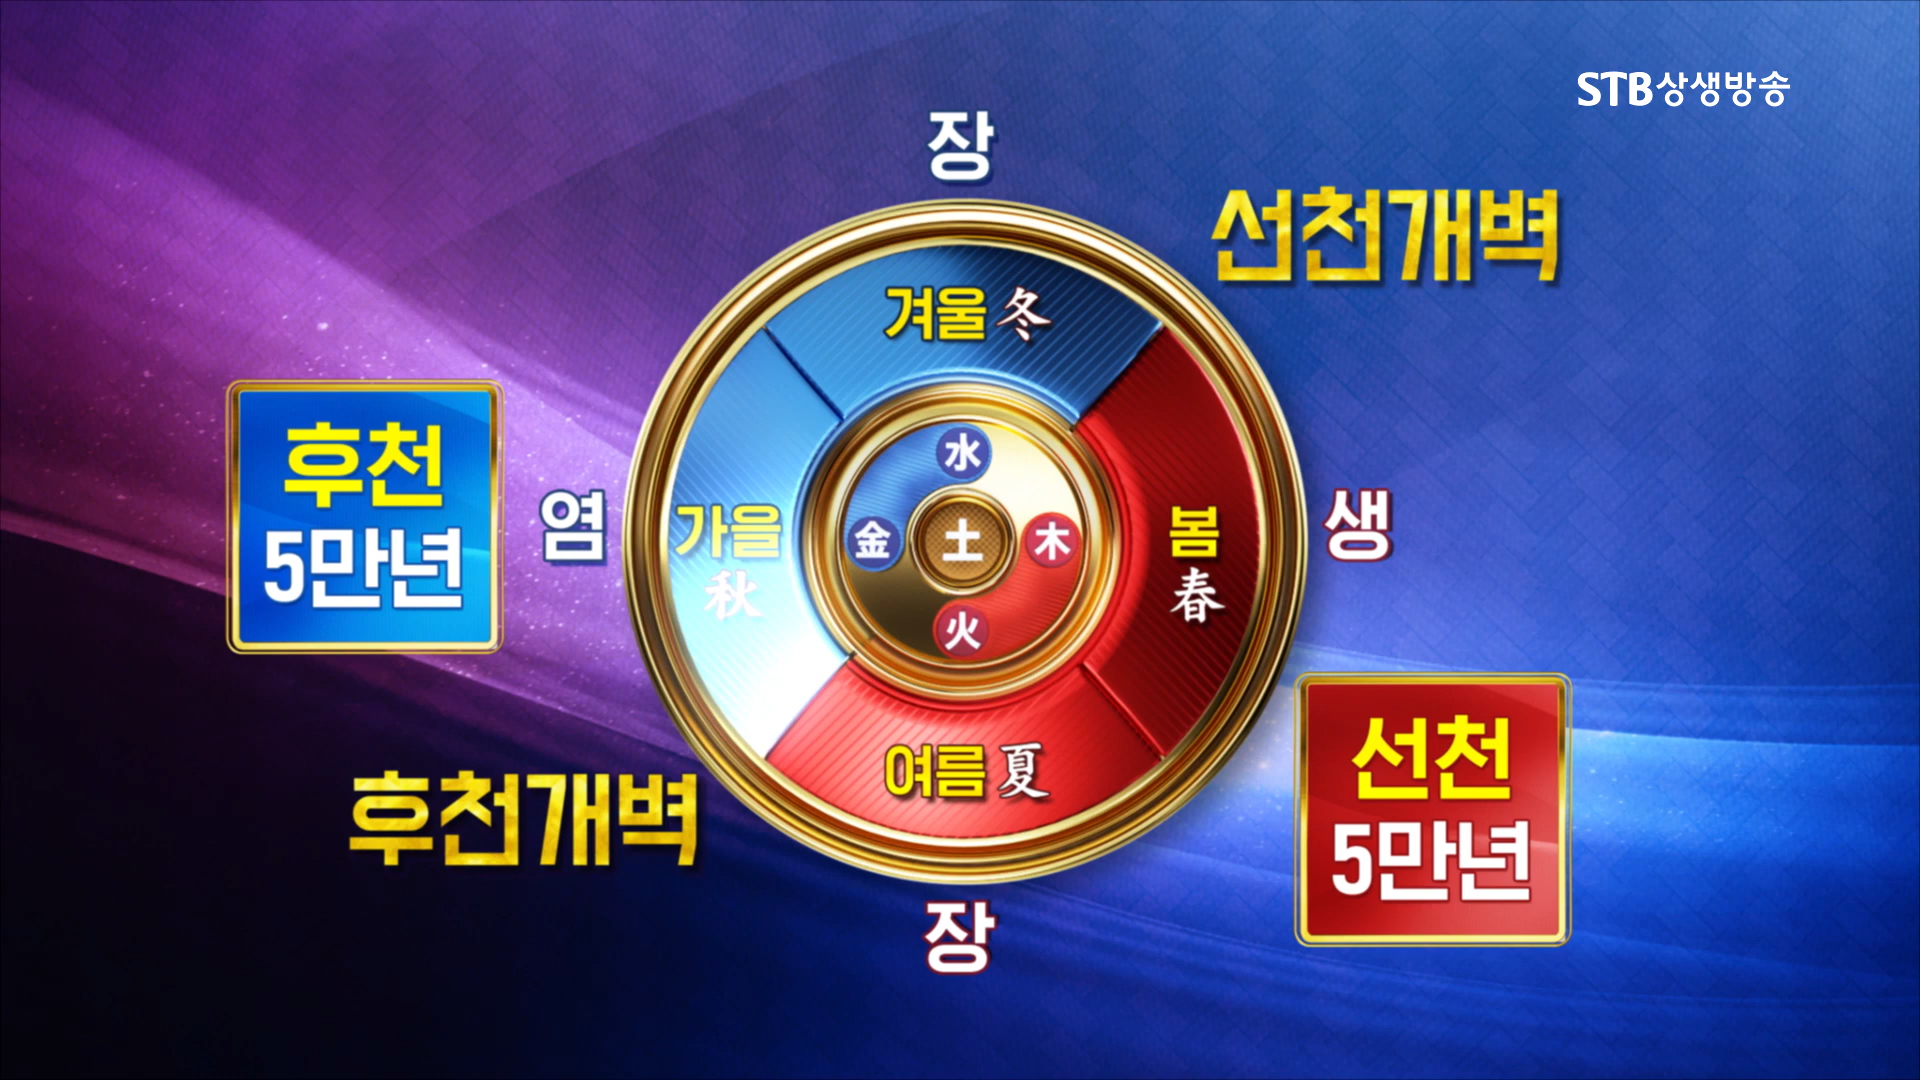 STB상생방송
장
선천개벽
겨울 冬
水
후천
5만년
염
가을
秋
金
土
木
봄
春
생
火
여름 夏
선천
5만년
후천개벽
장